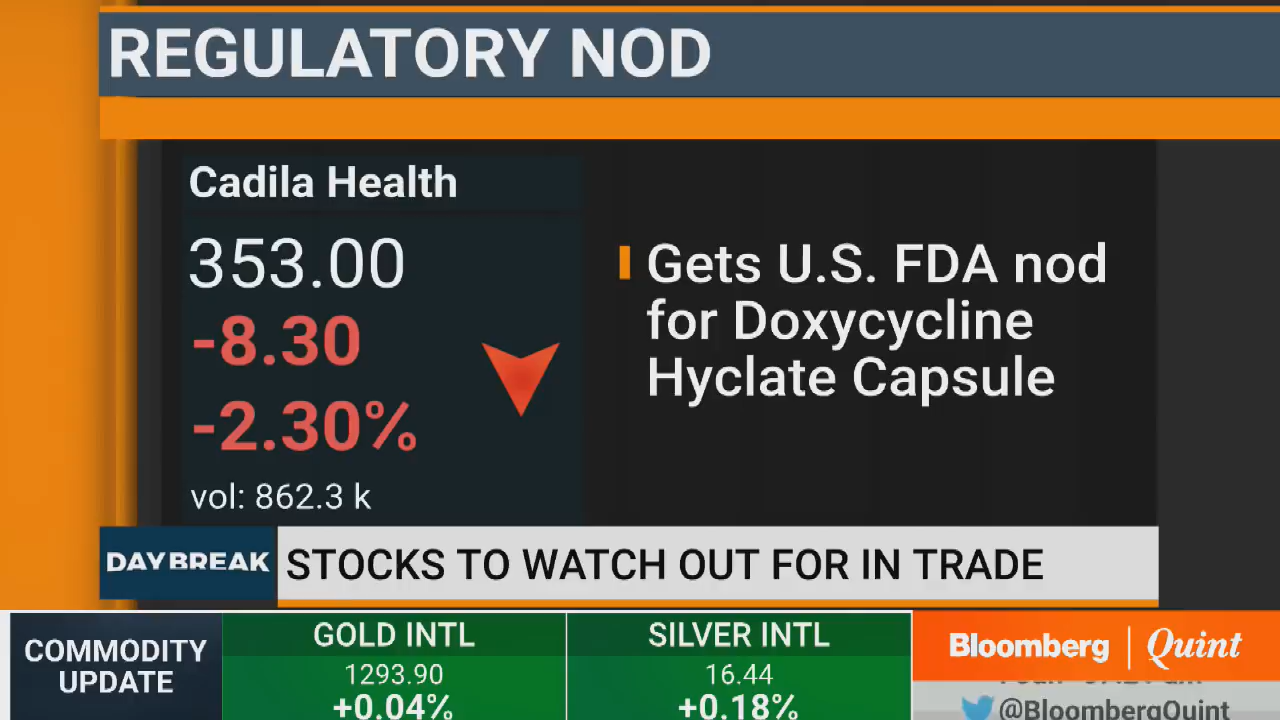 REGULATORY NOD
Cadila Health
353.00
-8.30
-2.30%
vol: 862.3 k
Gets U.S. FDA nod
for Doxycycline
Hyclate Capsule
DAYBREAK
STOCKS TO WATCH OUT FOR IN TRADE
COMMODITY
UPDATE
GOLD INTL
1293.90
+0.04%
SILVER INTL
16.44
+0.18%
Bloomberg | Quint
@BloombergQuint